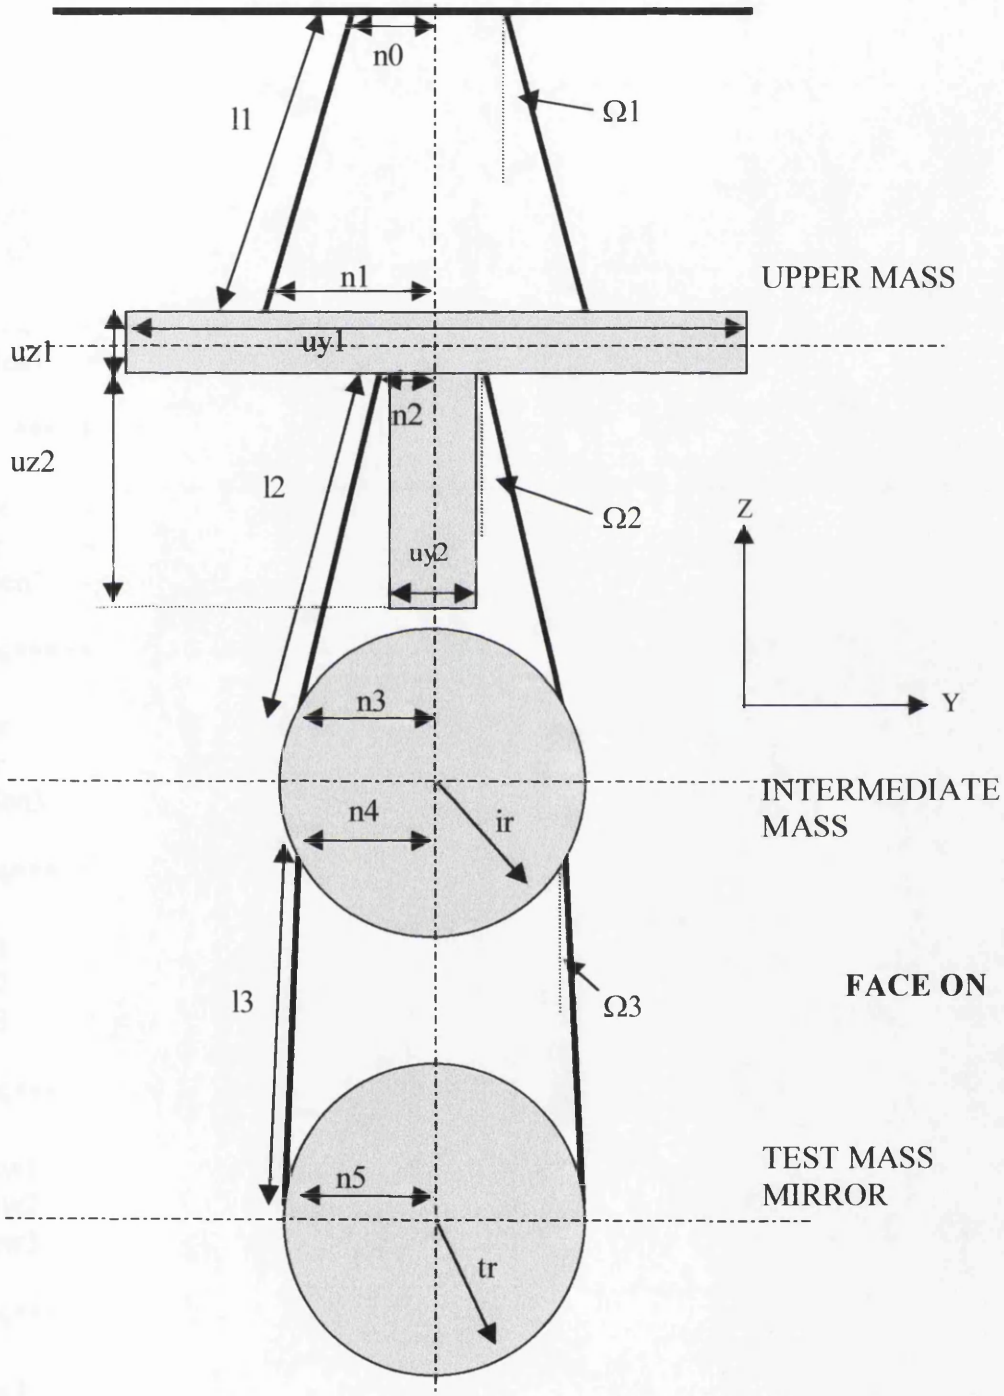 n0
l1
Ω1
n1
UPPER MASS
uy1
uz1
n2
uz2
l2
Ω2
Z
uy2
n3
Y
INTERMEDIATE
MASS
n4
ir
l3
Ω3
FACE ON
TEST MASS
MIRROR
n5
tr